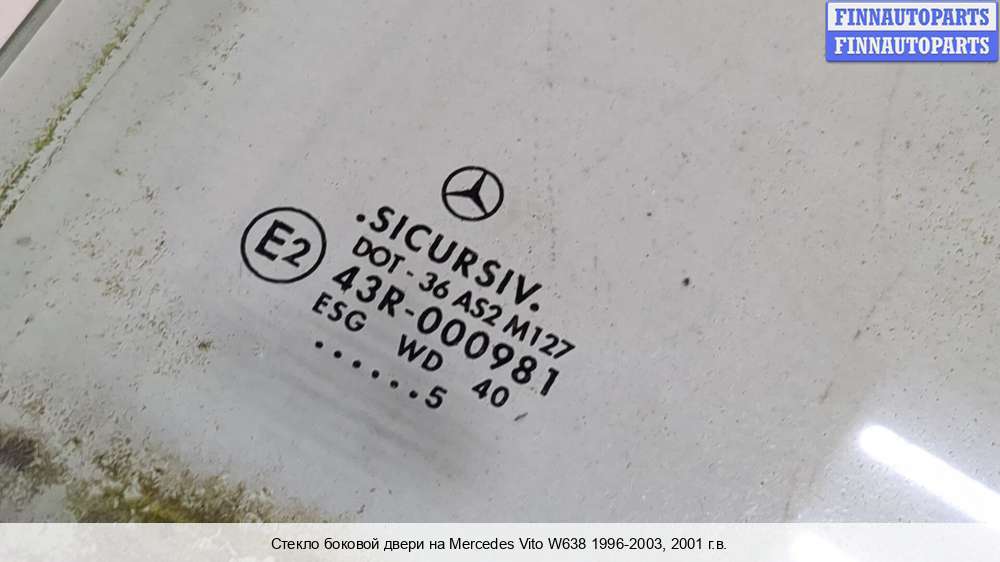 FINNAUTOPARTS
FINNAUTOPARTS
.SICURSIV.
DOT - 36 AS2 M127
E2
43R-000981
ESG WD 40
......5
Стекло боковой двери на Mercedes Vito W638 1996-2003, 2001 г.в.